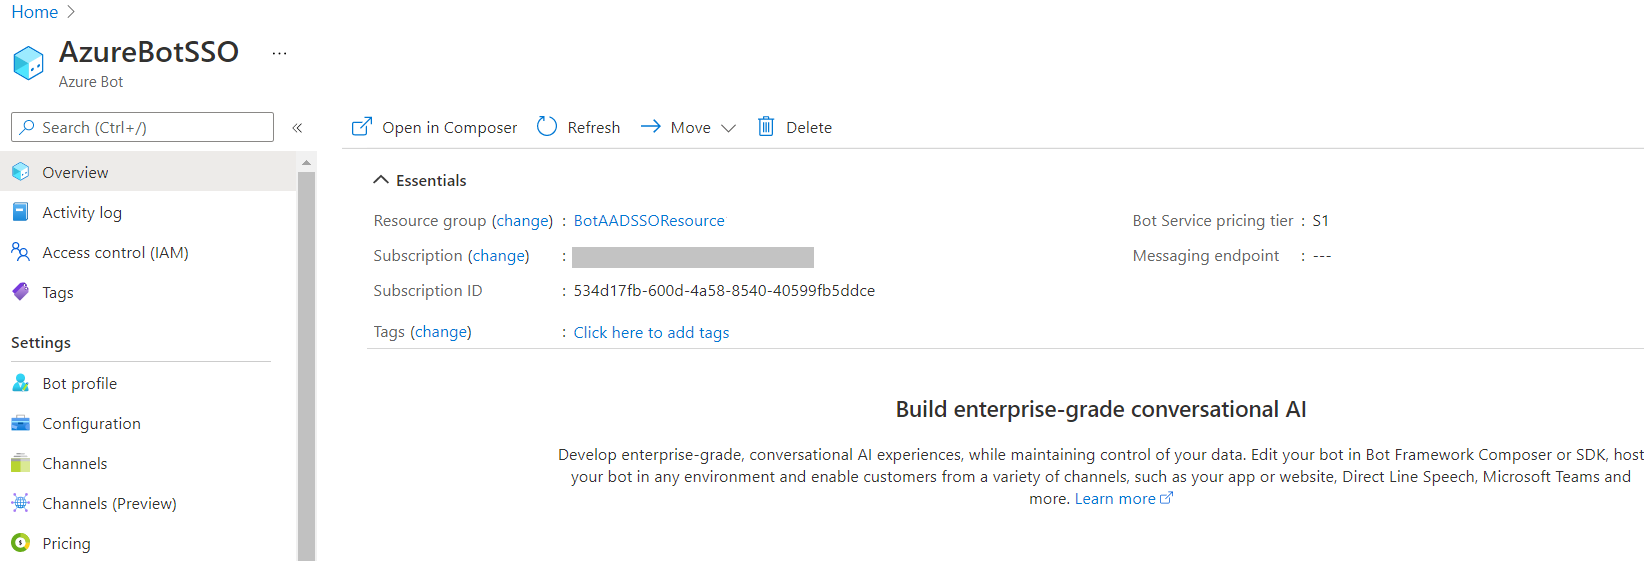 Home >
AzureBotSSO ...
Azure Bot
Search (Ctrl+/) «
Overview
Activity log
Access control (IAM)
Tags
Settings
Bot profile
Configuration
Channels
Channels (Preview)
Pricing
Open in Composer Refresh Move Delete
Essentials
Resource group (change) : BotAADSSOResource
Subscription (change) :
Subscription ID : 534d17fb-600d-4a58-8540-40599fb5ddce
Tags (change) : Click here to add tags
Bot Service pricing tier : S1
Messaging endpoint : ---
Build enterprise-grade conversational AI
Develop enterprise-grade, conversational AI experiences, while maintaining control of your data. Edit your bot in Bot Framework Composer or SDK, host
your bot in any environment and enable customers from a variety of channels, such as your app or website, Direct Line Speech, Microsoft Teams and
more. Learn more